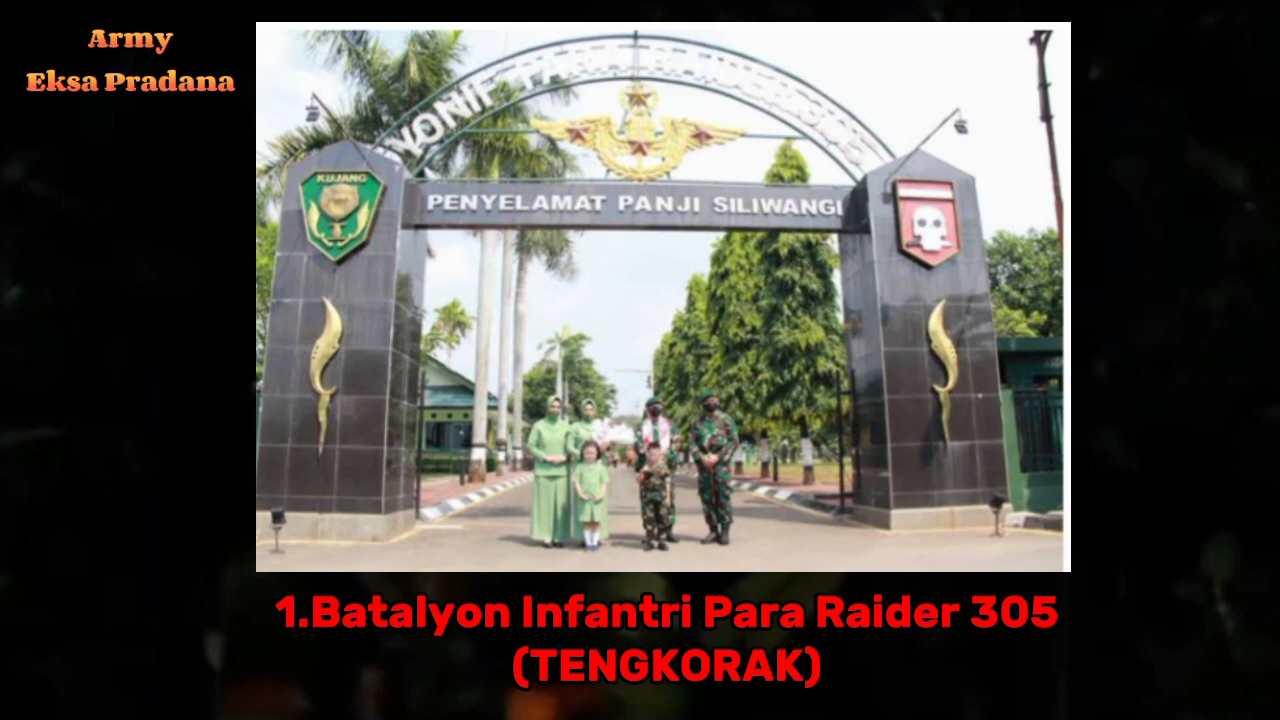 Army
Eksa Pradana
KUJANG
PENYELAMAT PANJI SILIWANGI
1.Batalyon Infantri Para Raider 305
(TENGKORAK)